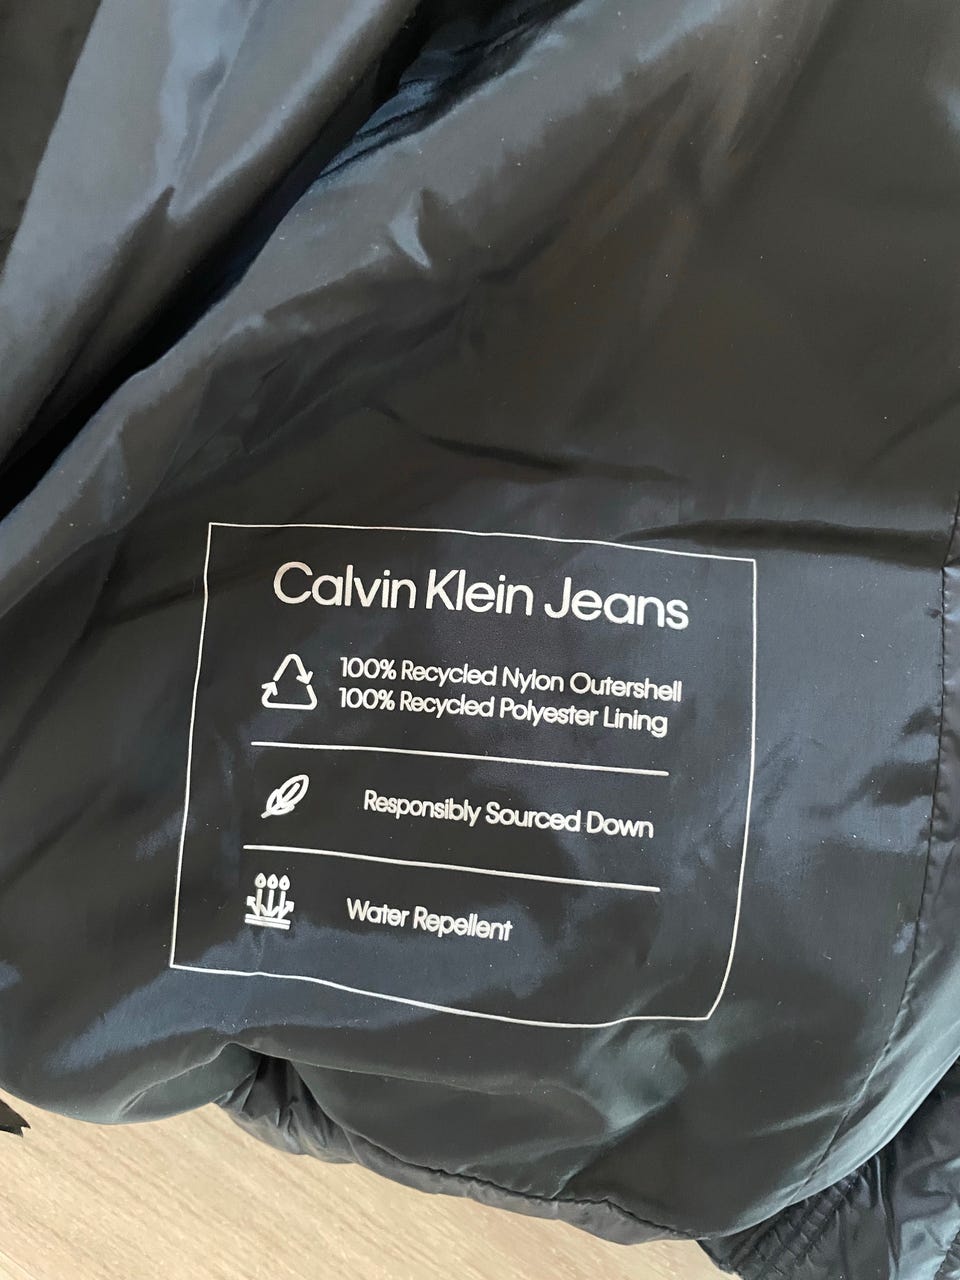 Calvin Klein Jeans
100% Recycled Nylon Outershell
100% Recycled Polyester Lining
Responsibly Sourced Down
Water Repellent